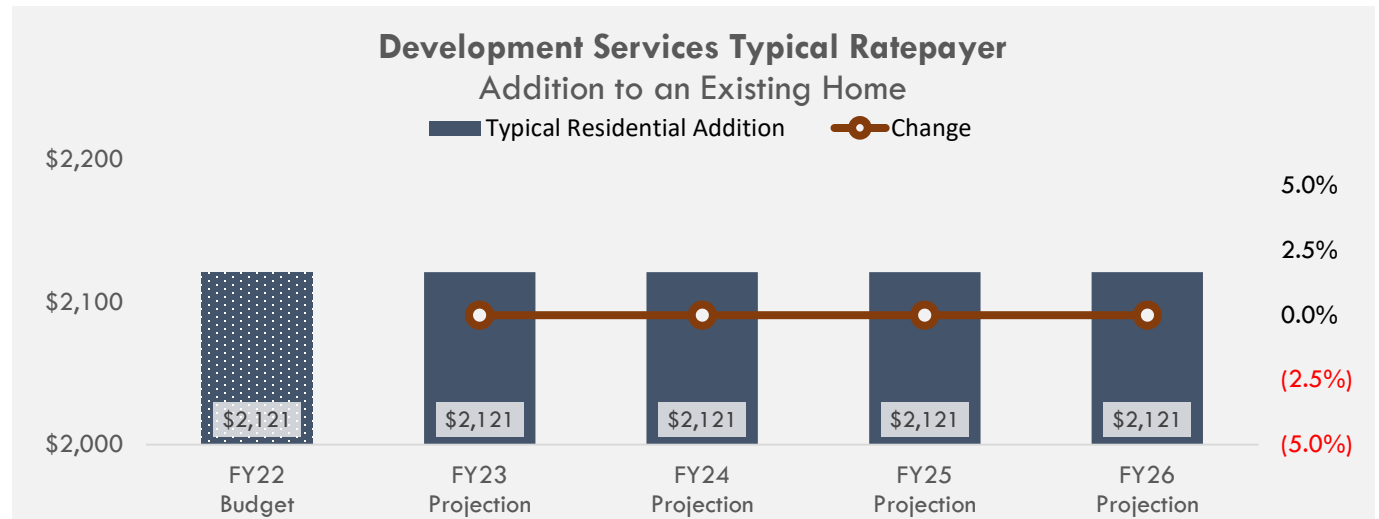 Development Services Typical Ratepayer
Addition to an Existing Home
Typical Residential Addition Change
$2,200
$2,100
$2,000
5.0%
2.5%
0.0%
(2.5%)
(5.0%)
$2,121 $2,121 $2,121 $2,121 $2,121
FY22 FY23 FY24 FY25 FY26
Budget Projection Projection Projection Projection